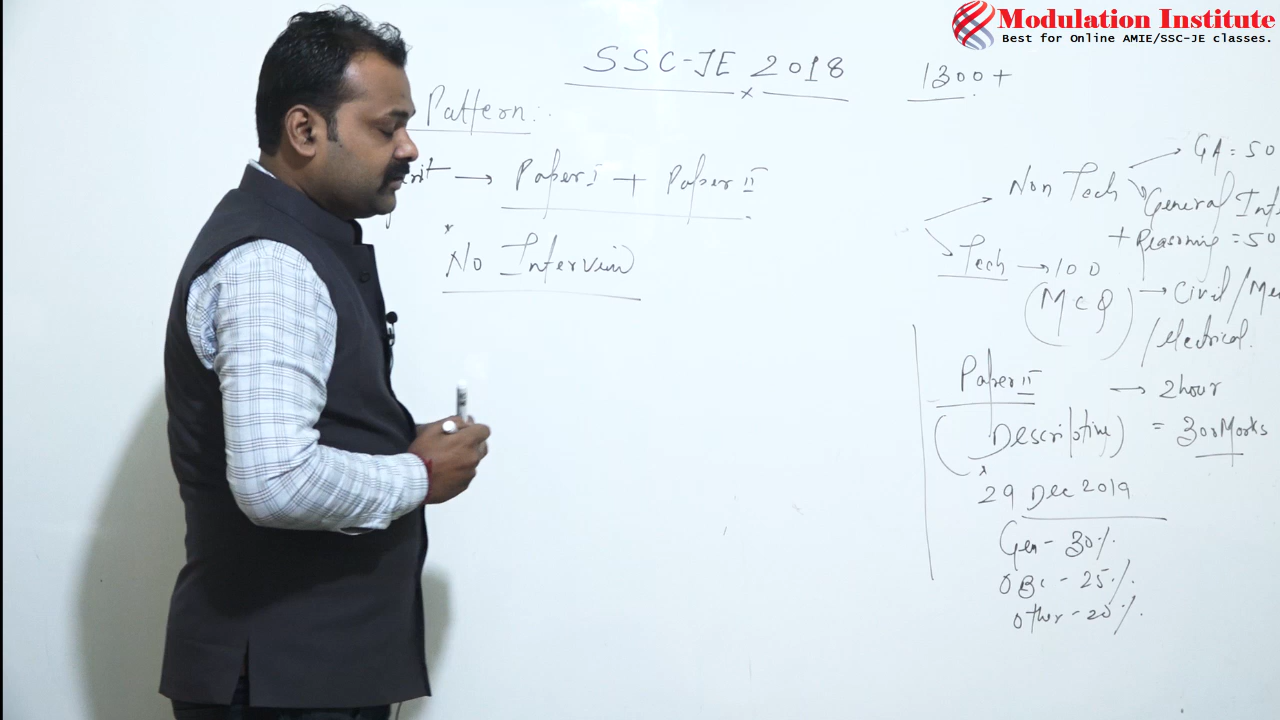 Modulation Institute
Best for Online AMIE/SSC-JE classes.
SSC-JE 2018
1300+
Pattern:
→ Paper I + Paper II
No Interview
Non Tech
GA = 50
General Int
+ Reasoning = 50
Tech → 100
(MCQ) → Civil/Me
/electrical.
Paper II → 2 hour
(Descriptive) = 300 Marks
29 Dec 2019
Gen - 30%
OBC - 25%.
Other - 20%.